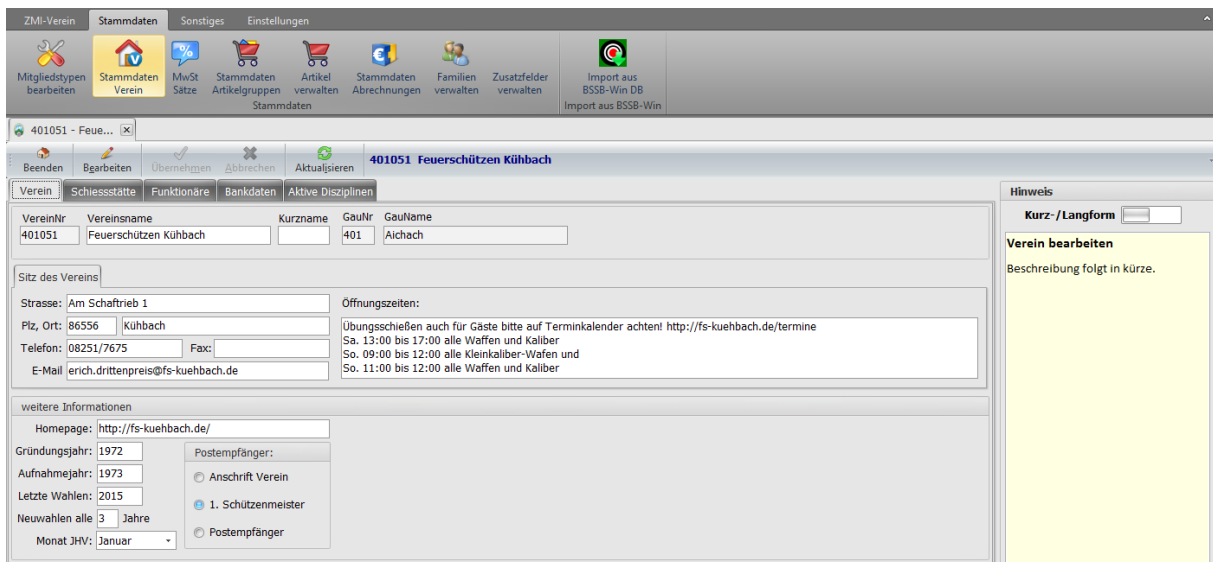 ZMI-Verein Stammdaten Sonstiges Einstellungen
Mitgliedstypen bearbeiten
Stammdaten Verein
MwSt Sätze
Stammdaten Artikelgruppen
Artikel verwalten
Stammdaten Abrechnungen
Familien verwalten
Zusatzfelder verwalten
Import aus BSSB-Win DB
Stammdaten Import aus BSSB-Win
401051 - Feue...
Beenden Bearbeiten Übernehmen Abbrechen Aktualisieren 401051 Feuerschützen Kühbach
Verein Schiessstätte Funktionäre Bankdaten Aktive Disziplinen
VereinNr Vereinsname Kurzname GauNr GauName
401051 Feuerschützen Kühbach 401 Aichach
Sitz des Vereins
Strasse: Am Schaftrieb 1
Plz, Ort: 86556 Kühbach
Telefon: 08251/7675 Fax:
E-Mail erich.drittenpreis@fs-kuehbach.de
Öffnungszeiten:
Übungsschießen auch für Gäste bitte auf Terminkalender achten! http://fs-kuehbach.de/termine
Sa. 13:00 bis 17:00 alle Waffen und Kaliber
So. 09:00 bis 12:00 alle Kleinkaliber-Wafen und
So. 11:00 bis 12:00 alle Waffen und Kaliber
weitere Informationen
Homepage: http://fs-kuehbach.de/
Gründungsjahr: 1972
Aufnahmejahr: 1973
Letzte Wahlen: 2015
Neuwahlen alle 3 Jahre
Monat JHV: Januar
Postempfänger:
Anschrift Verein
1. Schützenmeister
Postempfänger
Hinweis
Kurz-/Langform
Verein bearbeiten
Beschreibung folgt in kürze.